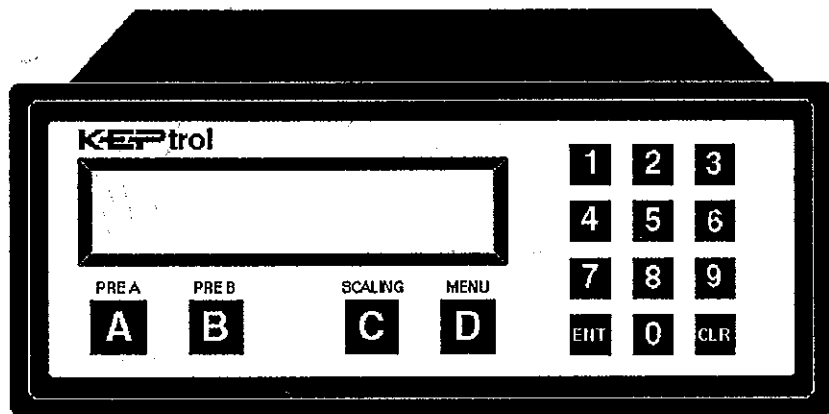 KEPtrol
PRE A PRE B SCALING MENU
A B C D
1 2 3
4 5 6
7 8 9
ENT 0 CLR